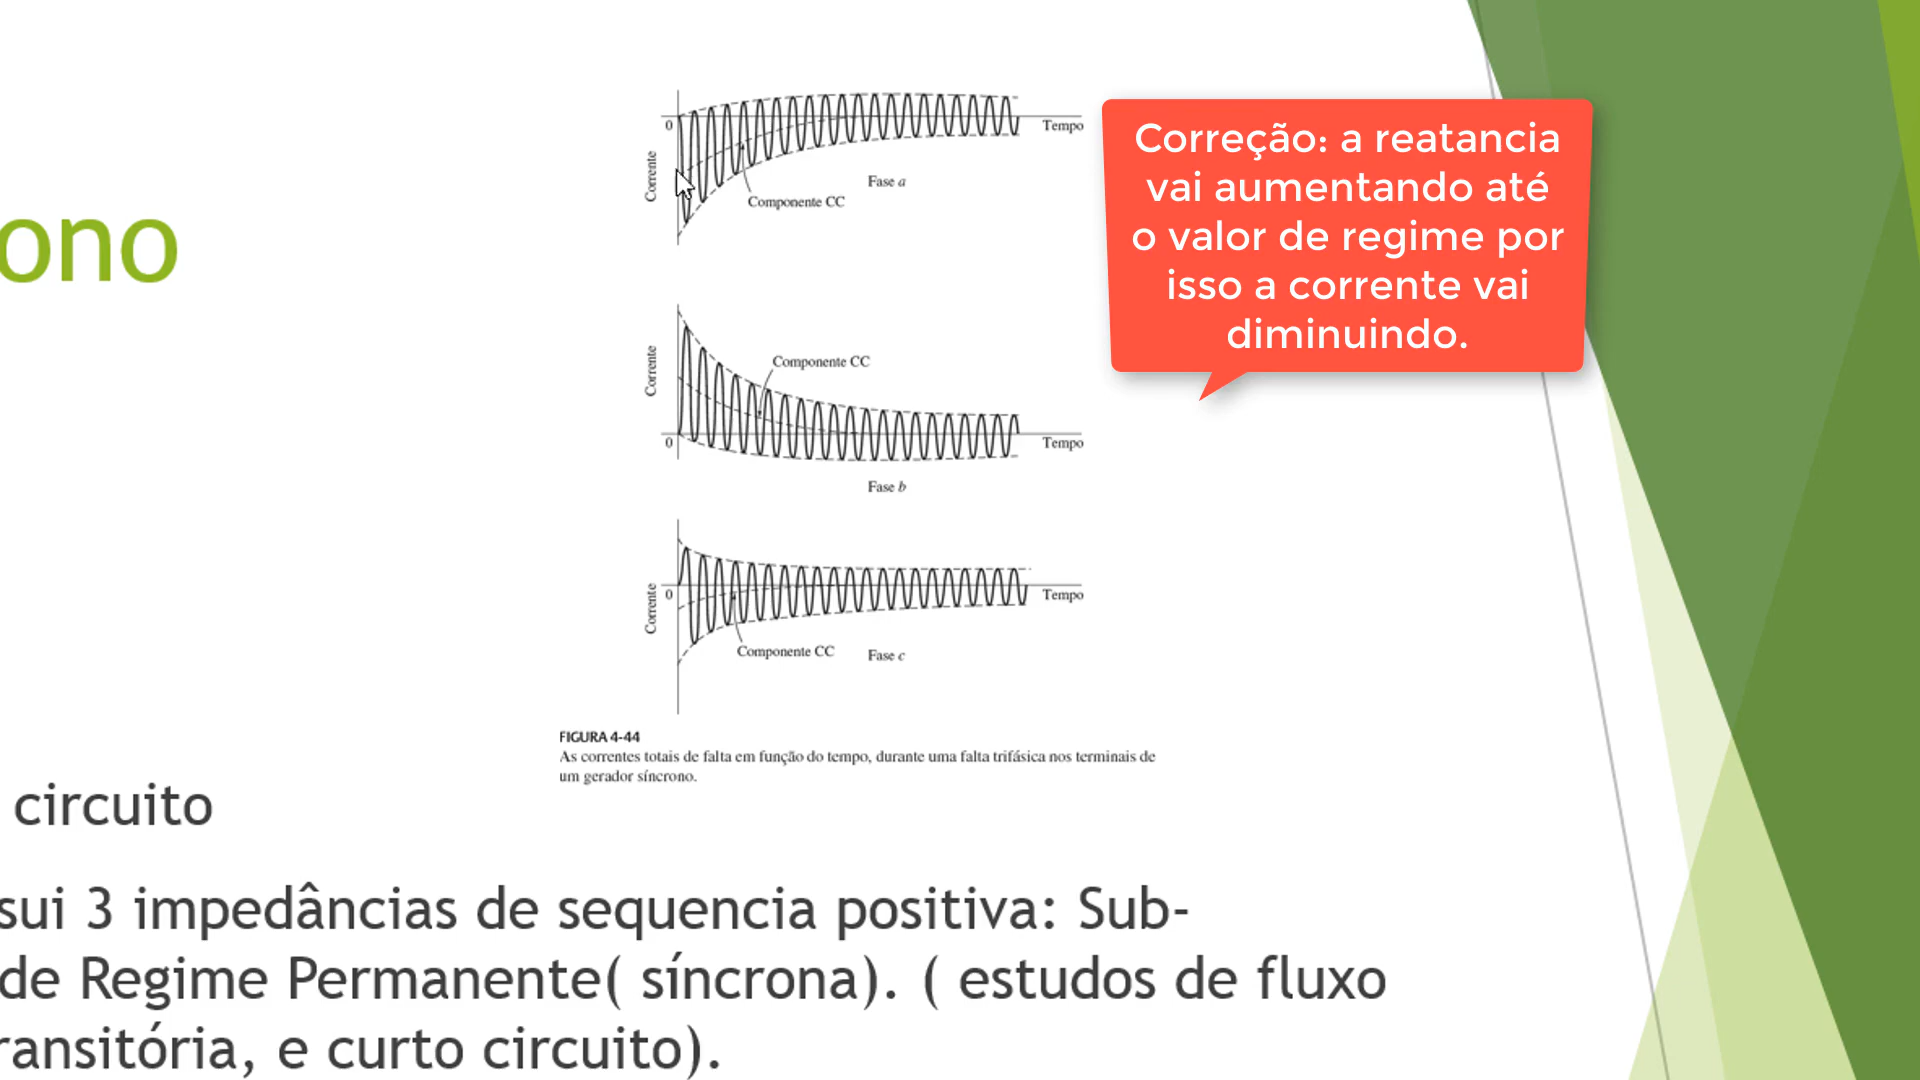 ono
0
Corrente
Tempo
Fase a
Componente CC
Correção: a reatancia
vai aumentando até
o valor de regime por
isso a corrente vai
diminuindo.
Corrente
Componente CC
0
Tempo
Fase b
Corrente
0
Tempo
Componente CC
Fase c
FIGURA 4-44
As correntes totais de falta em função do tempo, durante uma falta trifásica nos terminais de
um gerador síncrono.
circuito
sui 3 impedâncias de sequencia positiva: Sub-
de Regime Permanente( síncrona). ( estudos de fluxo
ransitória, e curto circuito).